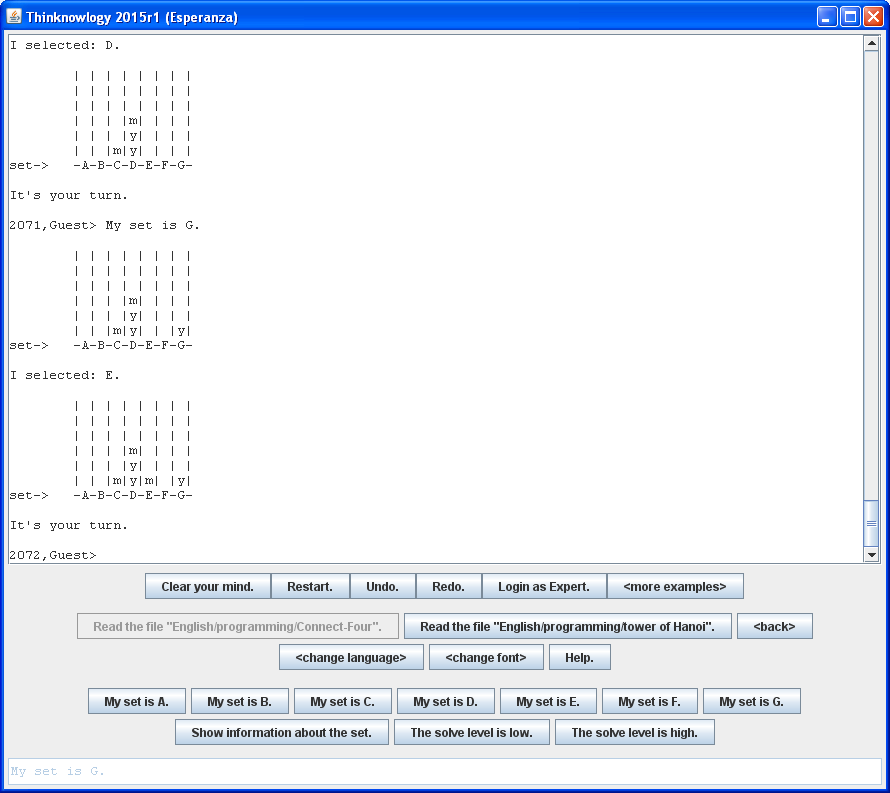 Thinknowlogy 2015r1 (Esperanza)
I selected: D.
        | | | | | | | |
        | | | | | | | |
        | | | | | | | |
        | | | |m| | | |
        | | | |y| | | |
        | | |m|y| | | |
set->   -A-B-C-D-E-F-G-
It's your turn.
2071,Guest> My set is G.
        | | | | | | | |
        | | | | | | | |
        | | | | | | | |
        | | | |m| | | |
        | | | |y| | | |
        | | |m|y| | |y|
set->   -A-B-C-D-E-F-G-
I selected: E.
        | | | | | | | |
        | | | | | | | |
        | | | | | | | |
        | | | |m| | | |
        | | | |y| | | |
        | | |m|y|m| |y|
set->   -A-B-C-D-E-F-G-
It's your turn.
2072,Guest>
Clear your mind. Restart. Undo. Redo. Login as Expert. <more examples>
Read the file "English/programming/Connect-Four". Read the file "English/programming/tower of Hanoi". <back>
<change language> <change font> Help.
My set is A. My set is B. My set is C. My set is D. My set is E. My set is F. My set is G.
Show information about the set. The solve level is low. The solve level is high.
My set is G.